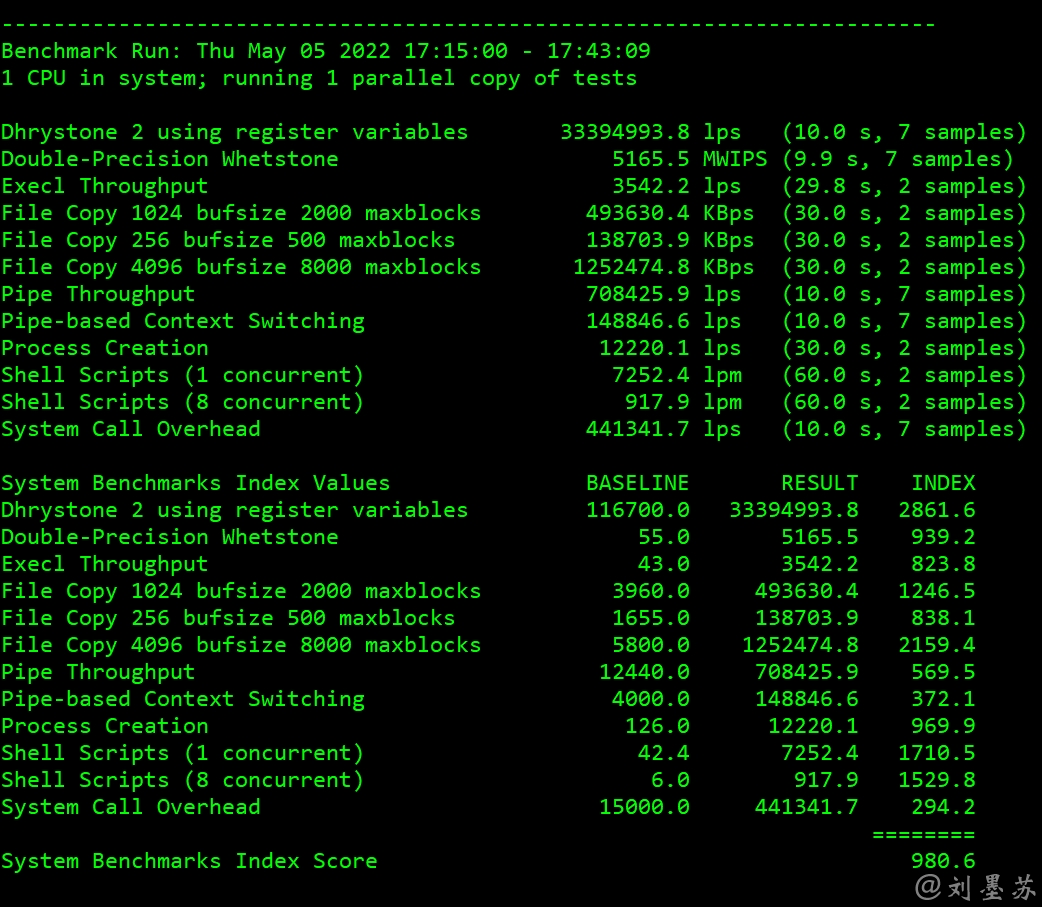 ------------------------------------------------------------------------
Benchmark Run: Thu May 05 2022 17:15:00 - 17:43:09
1 CPU in system; running 1 parallel copy of tests
Dhrystone 2 using register variables       33394993.8 lps   (10.0 s, 7 samples)
Double-Precision Whetstone                     5165.5 MWIPS (9.9 s, 7 samples)
Execl Throughput                               3542.2 lps   (29.8 s, 2 samples)
File Copy 1024 bufsize 2000 maxblocks        493630.4 KBps  (30.0 s, 2 samples)
File Copy 256 bufsize 500 maxblocks          138703.9 KBps  (30.0 s, 2 samples)
File Copy 4096 bufsize 8000 maxblocks       1252474.8 KBps  (30.0 s, 2 samples)
Pipe Throughput                              708425.9 lps   (10.0 s, 7 samples)
Pipe-based Context Switching                 148846.6 lps   (10.0 s, 7 samples)
Process Creation                              12220.1 lps   (30.0 s, 2 samples)
Shell Scripts (1 concurrent)                   7252.4 lpm   (60.0 s, 2 samples)
Shell Scripts (8 concurrent)                    917.9 lpm   (60.0 s, 2 samples)
System Call Overhead                         441341.7 lps   (10.0 s, 7 samples)
System Benchmarks Index Values               BASELINE       RESULT    INDEX
Dhrystone 2 using register variables         116700.0   33394993.8   2861.6
Double-Precision Whetstone                       55.0       5165.5    939.2
Execl Throughput                                 43.0       3542.2    823.8
File Copy 1024 bufsize 2000 maxblocks          3960.0     493630.4   1246.5
File Copy 256 bufsize 500 maxblocks            1655.0     138703.9    838.1
File Copy 4096 bufsize 8000 maxblocks          5800.0    1252474.8   2159.4
Pipe Throughput                               12440.0     708425.9    569.5
Pipe-based Context Switching                   4000.0     148846.6    372.1
Process Creation                                126.0      12220.1    969.9
Shell Scripts (1 concurrent)                     42.4       7252.4   1710.5
Shell Scripts (8 concurrent)                      6.0        917.9   1529.8
System Call Overhead                          15000.0     441341.7    294.2
                                                                   ========
System Benchmarks Index Score                                         980.6
@刘墨苏